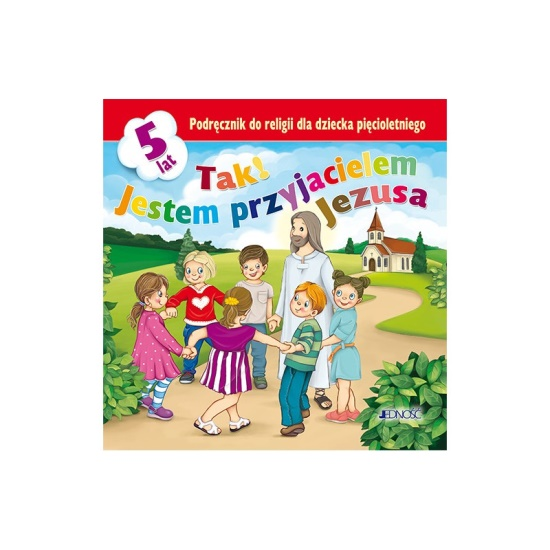 5
lat
Podręcznik do religii dla dziecka pięcioletniego
Tak!
Jestem przyjacielem
Jezusa
JEDNOŚĆ